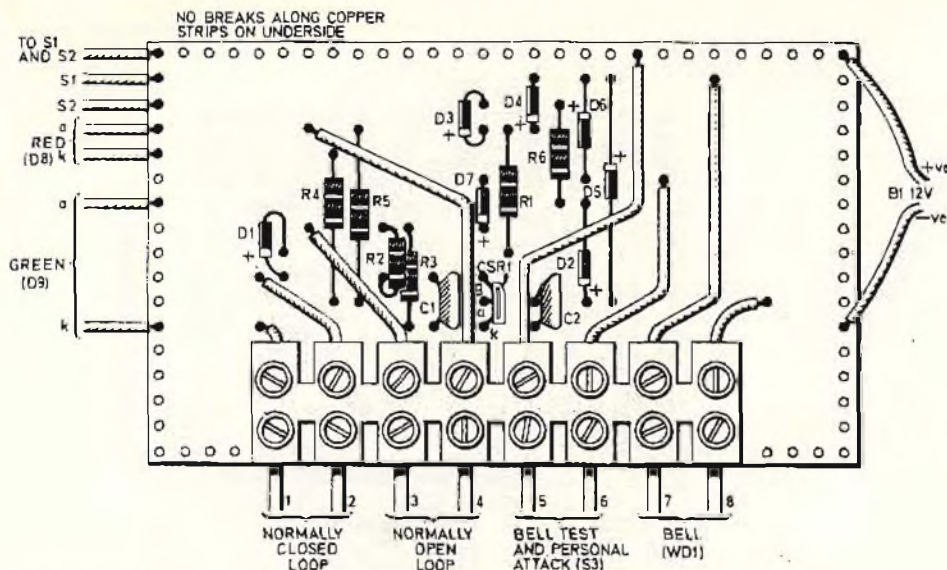 NO BREAKS ALONG COPPER
STRIPS ON UNDERSIDE
TO S1
AND S2
S1
S2
a
RED
(D8)
k
a
GREEN
(D9)
k
D1
+
R4
R5
R2
R3
C1
D3
+
D7
+
R1
CSR1
g
a
k
D4
+
R6
+
D6
D5
+
D2
+
C2
+ve
B1 12V
-ve
1
2
3
4
5
6
7
8
NORMALLY
CLOSED
LOOP
NORMALLY
OPEN
LOOP
BELL TEST
AND PERSONAL
ATTACK (S3)
BELL
(WD1)